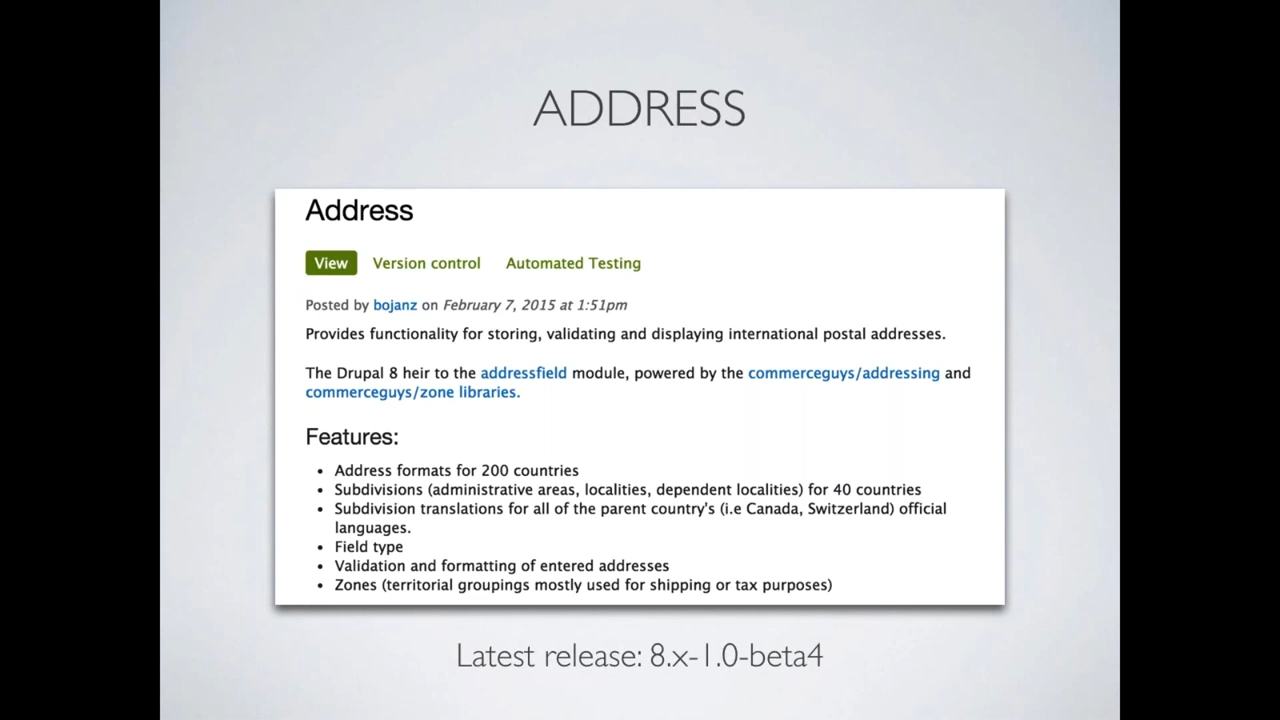 ADDRESS
Address
View Version control Automated Testing
Posted by bojanz on February 7, 2015 at 1:51pm
Provides functionality for storing, validating and displaying international postal addresses.
The Drupal 8 heir to the addressfield module, powered by the commerceguys/addressing and
commerceguys/zone libraries.
Features:
• Address formats for 200 countries
• Subdivisions (administrative areas, localities, dependent localities) for 40 countries
• Subdivision translations for all of the parent country's (i.e Canada, Switzerland) official
languages.
• Field type
• Validation and formatting of entered addresses
• Zones (territorial groupings mostly used for shipping or tax purposes)
Latest release: 8.x-1.0-beta4